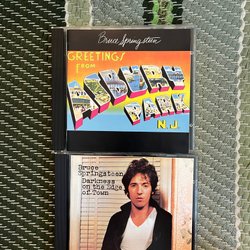 Bruce Springsteen
GREETINGS
FROM
ASBURY
PARK
N.J.
Bruce
Springsteen
Darkness
on the Edge
of Town